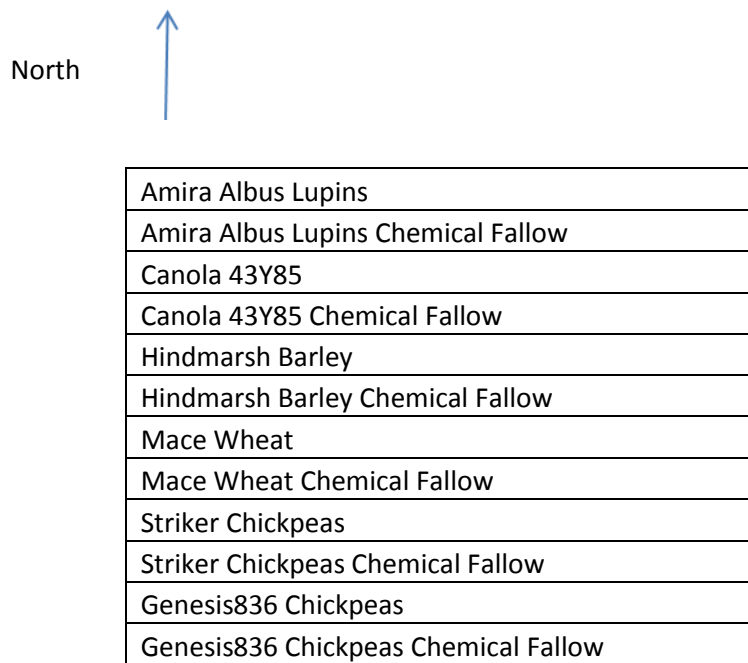 North
Amira Albus Lupins
Amira Albus Lupins Chemical Fallow
Canola 43Y85
Canola 43Y85 Chemical Fallow
Hindmarsh Barley
Hindmarsh Barley Chemical Fallow
Mace Wheat
Mace Wheat Chemical Fallow
Striker Chickpeas
Striker Chickpeas Chemical Fallow
Genesis836 Chickpeas
Genesis836 Chickpeas Chemical Fallow